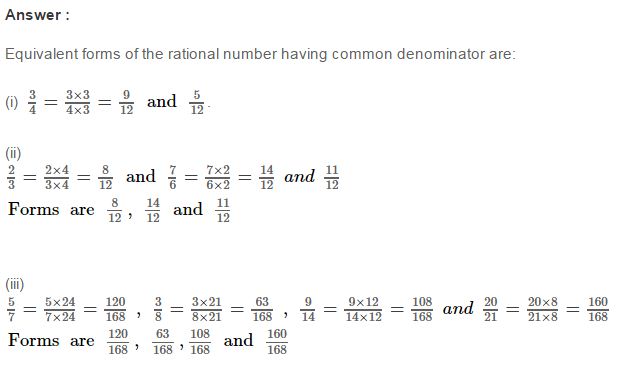 Answer :
Equivalent forms of the rational number having common denominator are:
(i) 3/4 = 3×3/4×3 = 9/12 and 5/12 .
(ii)
2/3 = 2×4/3×4 = 8/12 and 7/6 = 7×2/6×2 = 14/12 and 11/12
Forms are 8/12 , 14/12 and 11/12
(iii)
5/7 = 5×24/7×24 = 120/168 , 3/8 = 3×21/8×21 = 63/168 , 9/14 = 9×12/14×12 = 108/168 and 20/21 = 20×8/21×8 = 160/168
Forms are 120/168 , 63/168 , 108/168 and 160/168